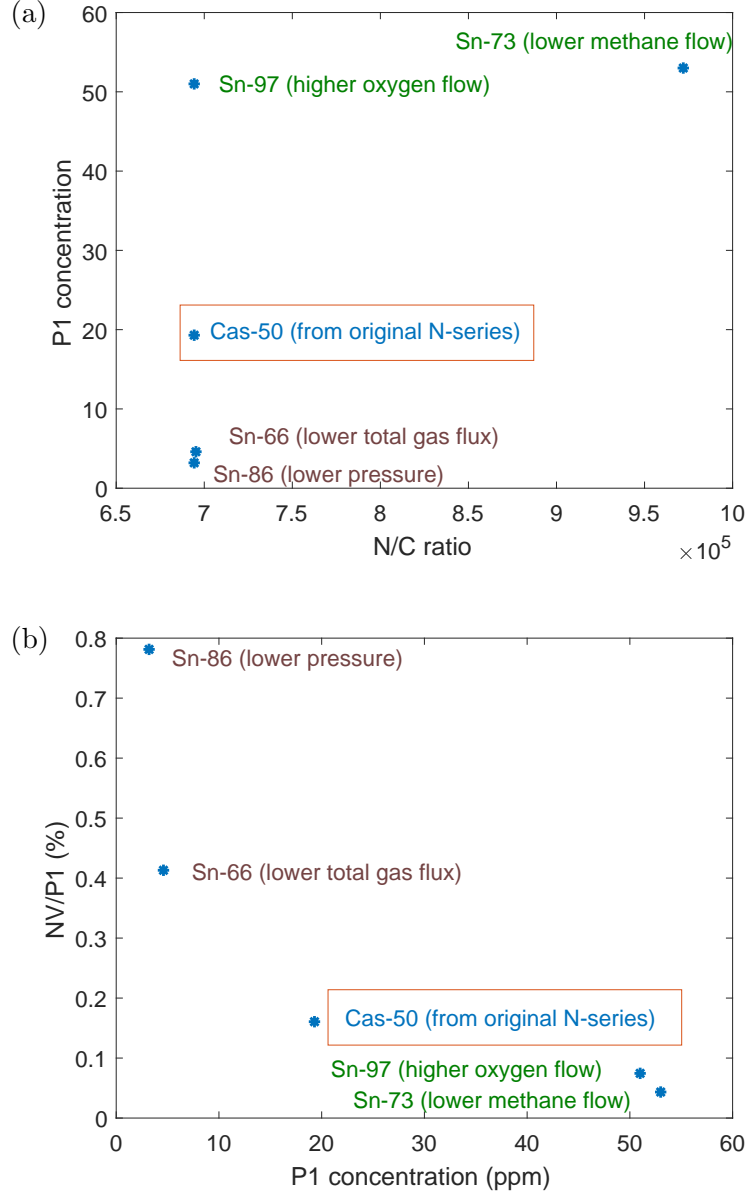 (a)
60
50
40
30
20
10
0
P1 concentration
Sn-73 (lower methane flow)
Sn-97 (higher oxygen flow)
Cas-50 (from original N-series)
Sn-66 (lower total gas flux)
Sn-86 (lower pressure)
6.5 7 7.5 8 8.5 9 9.5 10
N/C ratio
×10⁵
(b)
0.8
0.7
0.6
0.5
0.4
0.3
0.2
0.1
0
NV/P1 (%)
Sn-86 (lower pressure)
Sn-66 (lower total gas flux)
Cas-50 (from original N-series)
Sn-97 (higher oxygen flow)
Sn-73 (lower methane flow)
0 10 20 30 40 50 60
P1 concentration (ppm)